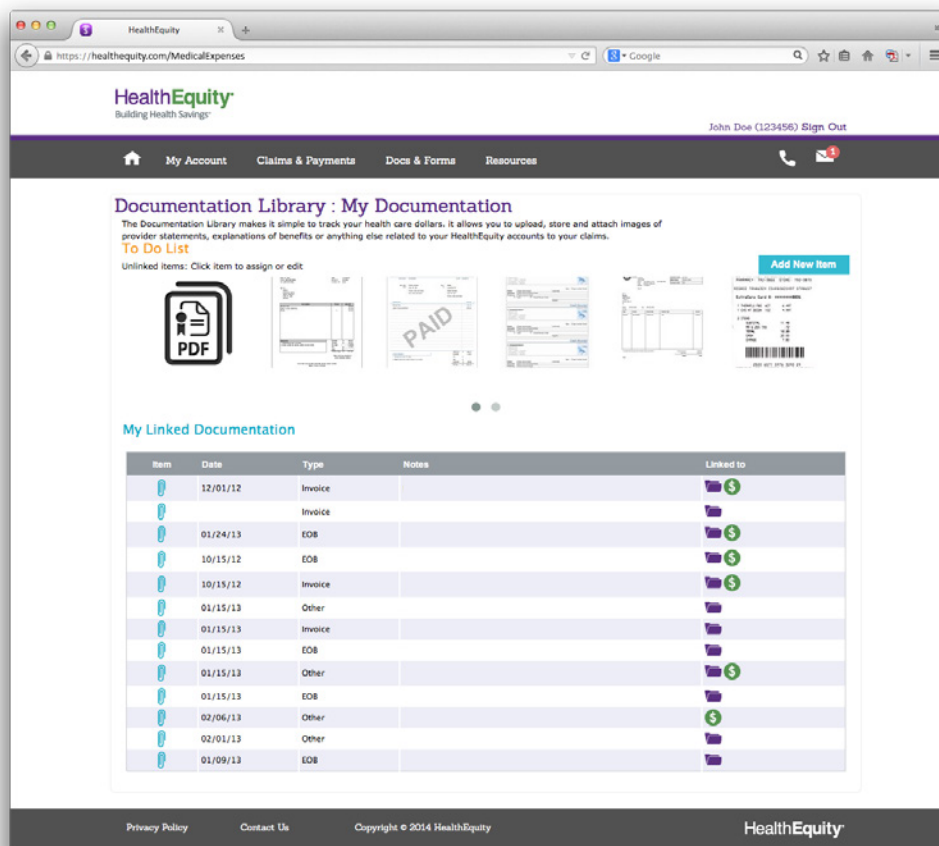 HealthEquity
https://healthequity.com/MedicalExpenses
Google
HealthEquity
Building Health Savings
John Doe (123456) Sign Out
My Account Claims & Payments Docs & Forms Resources
1
Documentation Library : My Documentation
The Documentation Library makes it simple to track your health care dollars. it allows you to upload, store and attach images of
provider statements, explanations of benefits or anything else related to your HealthEquity accounts to your claims.
To Do List
Unlinked items: Click item to assign or edit
Add New Item
PDF
PAID
My Linked Documentation
Item Date Type Notes Linked to
12/01/12 Invoice
Invoice
01/24/13 EOB
10/15/12 EOB
10/15/12 Invoice
01/15/13 Other
01/15/13 Invoice
01/15/13 EOB
01/15/13 Other
01/15/13 EOB
02/06/13 Other
02/01/13 Other
01/09/13 EOB
Privacy Policy Contact Us Copyright © 2014 HealthEquity HealthEquity